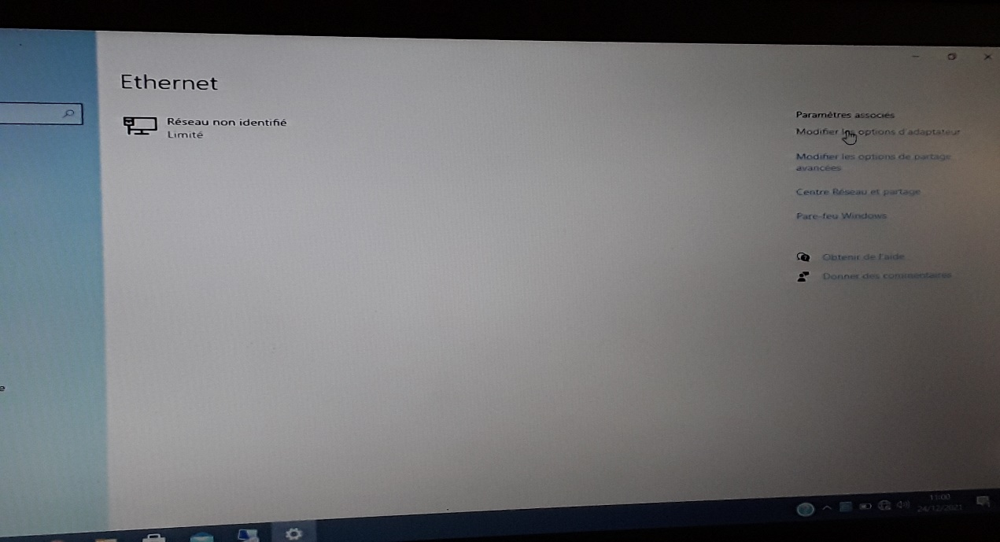 Ethernet
Réseau non identifié
Limité
Paramètres associés
Modifier les options d'adaptateur
Modifier les options de partage
avancées
Centre Réseau et partage
Pare-feu Windows
Obtenir de l'aide
Donner des commentaires
e
11:00
24/12/2021